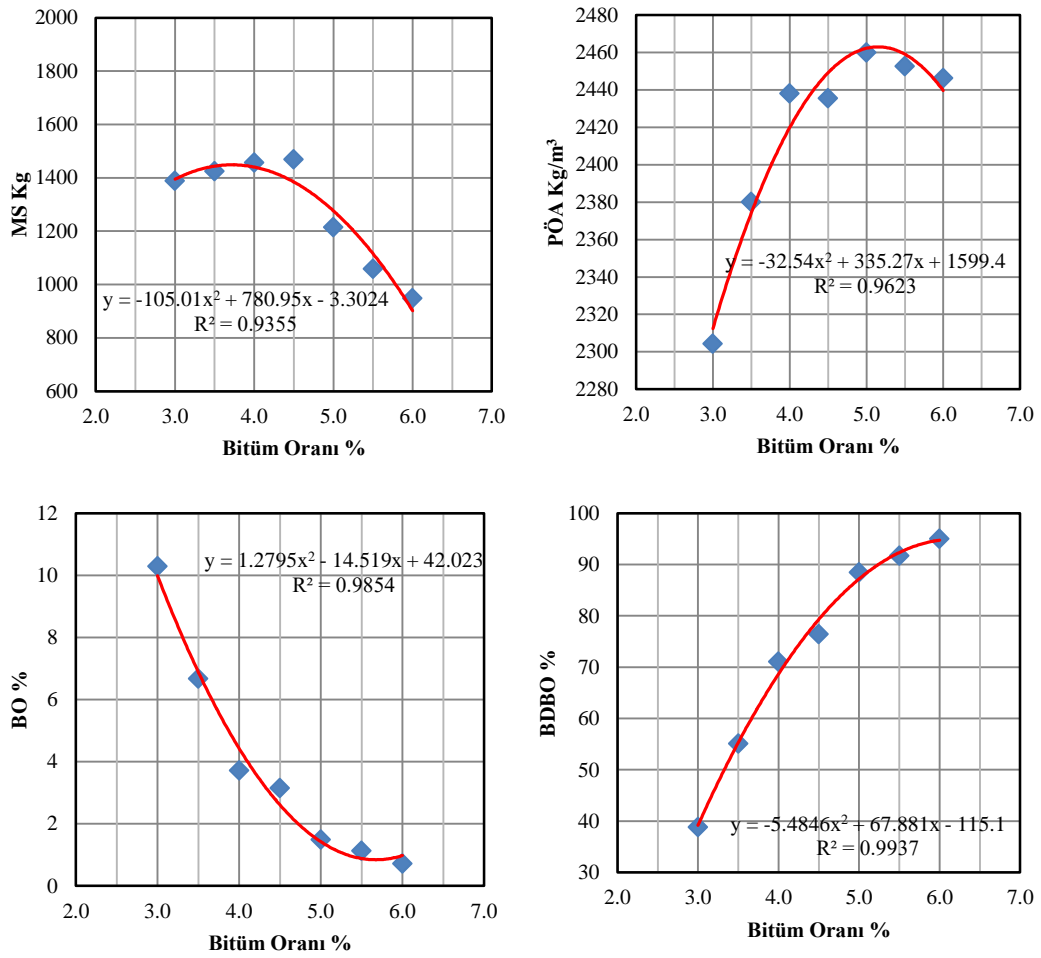 2000
1800
1600
1400
1200
1000
800
600
MS Kg
y = -105.01x² + 780.95x - 3.3024
R² = 0.9355
2.0 3.0 4.0 5.0 6.0 7.0
Bitüm Oranı %
2480
2460
2440
2420
2400
2380
2360
2340
2320
2300
2280
PÖA Kg/m³
y = -32.54x² + 335.27x + 1599.4
R² = 0.9623
2.0 3.0 4.0 5.0 6.0 7.0
Bitüm Oranı %
12
10
8
6
4
2
0
BO %
y = 1.2795x² - 14.519x + 42.023
R² = 0.9854
2.0 3.0 4.0 5.0 6.0 7.0
Bitüm Oranı %
100
90
80
70
60
50
40
30
BDBO %
y = -5.4846x² + 67.881x - 115.1
R² = 0.9937
2.0 3.0 4.0 5.0 6.0 7.0
Bitüm Oranı %